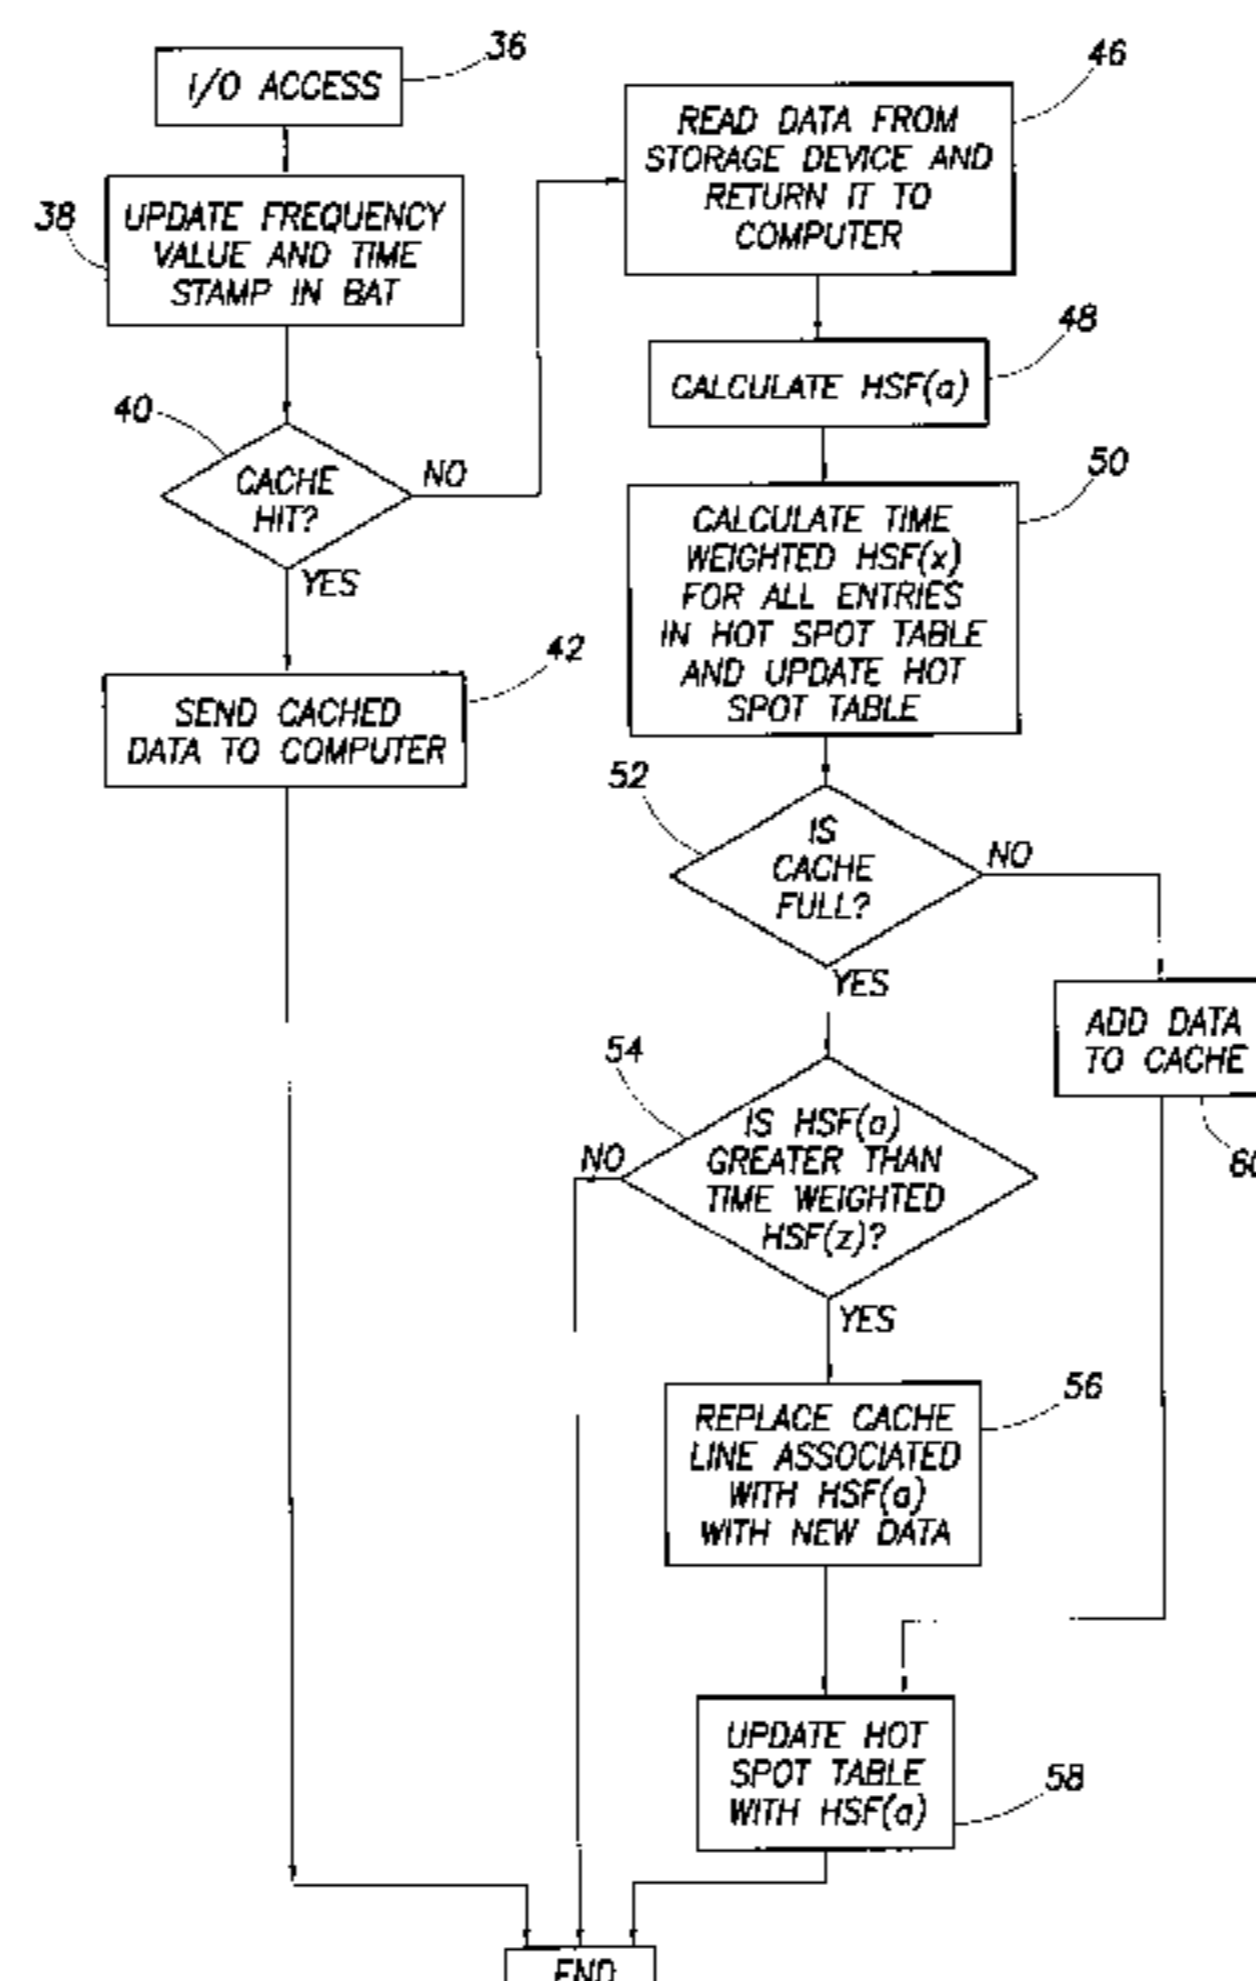 I/O ACCESS
36
38
UPDATE FREQUENCY
VALUE AND TIME
STAMP IN BAT
40
CACHE
HIT?
NO
YES
42
SEND CACHED
DATA TO COMPUTER
46
READ DATA FROM
STORAGE DEVICE AND
RETURN IT TO
COMPUTER
48
CALCULATE HSF(a)
50
CALCULATE TIME
WEIGHTED HSF(x)
FOR ALL ENTRIES
IN HOT SPOT TABLE
AND UPDATE HOT
SPOT TABLE
52
IS
CACHE
FULL?
NO
YES
ADD DATA
TO CACHE
60
54
IS HSF(a)
GREATER THAN
TIME WEIGHTED
HSF(z)?
NO
YES
56
REPLACE CACHE
LINE ASSOCIATED
WITH HSF(a)
WITH NEW DATA
UPDATE HOT
SPOT TABLE
WITH HSF(a)
58
END